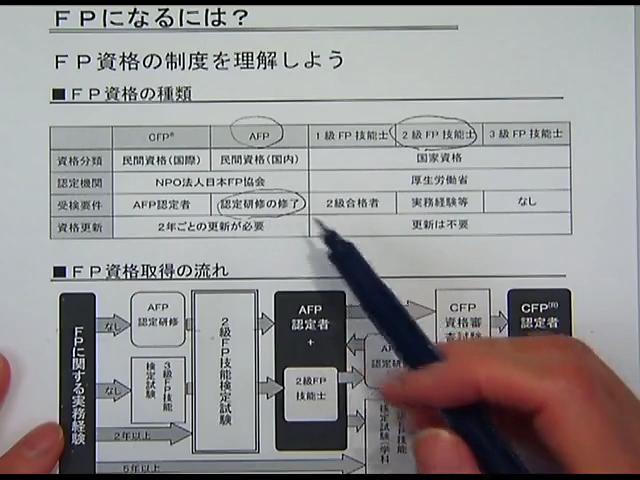 FPになるには？
FP資格の制度を理解しよう
■FP資格の種類
CFP® AFP 1級FP技能士 2級FP技能士 3級FP技能士
資格分類 民間資格(国際) 民間資格(国内) 国家資格
認定機関 NPO法人日本FP協会 厚生労働省
受検要件 AFP認定者 認定研修の修了 2級合格者 実務経験等 なし
資格更新 2年ごとの更新が必要 更新は不要
■FP資格取得の流れ
FPに関する実務経験
なし
AFP
認定研修
なし
3級FP技能
検定試験
2年以上
5年以上
2級FP技能検定試験
AFP
認定者
+
2級FP
技能士
CFP
資格審
査試験
CFP(R)
認定者